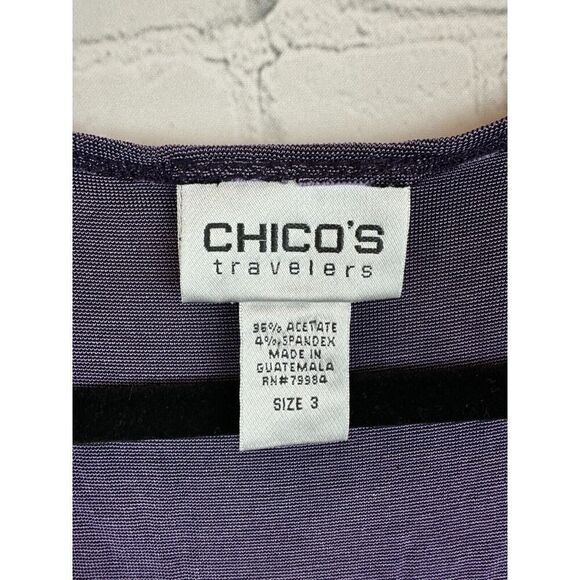 CHICO'S
travelers
96% ACETATE
4% SPANDEX
MADE IN
GUATEMALA
RN#79984
SIZE 3